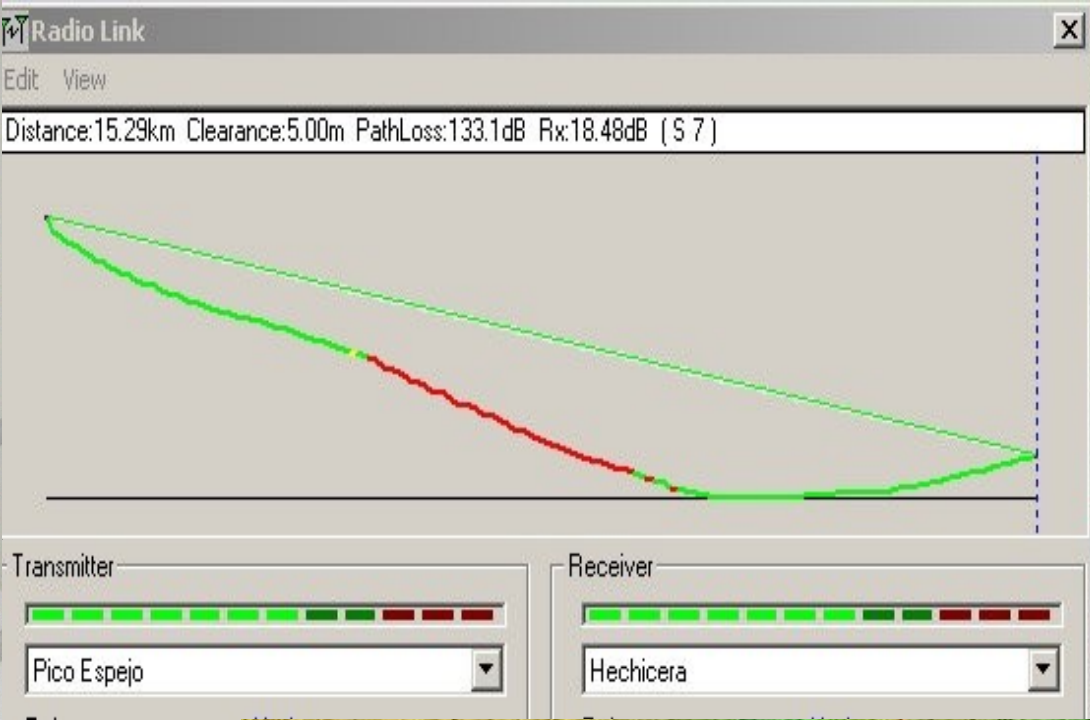 Radio Link
Edit View
Distance:15.29km Clearance:5.00m PathLoss:133.1dB Rx:18.48dB ( S 7 )
Transmitter Receiver
Pico Espejo Hechicera